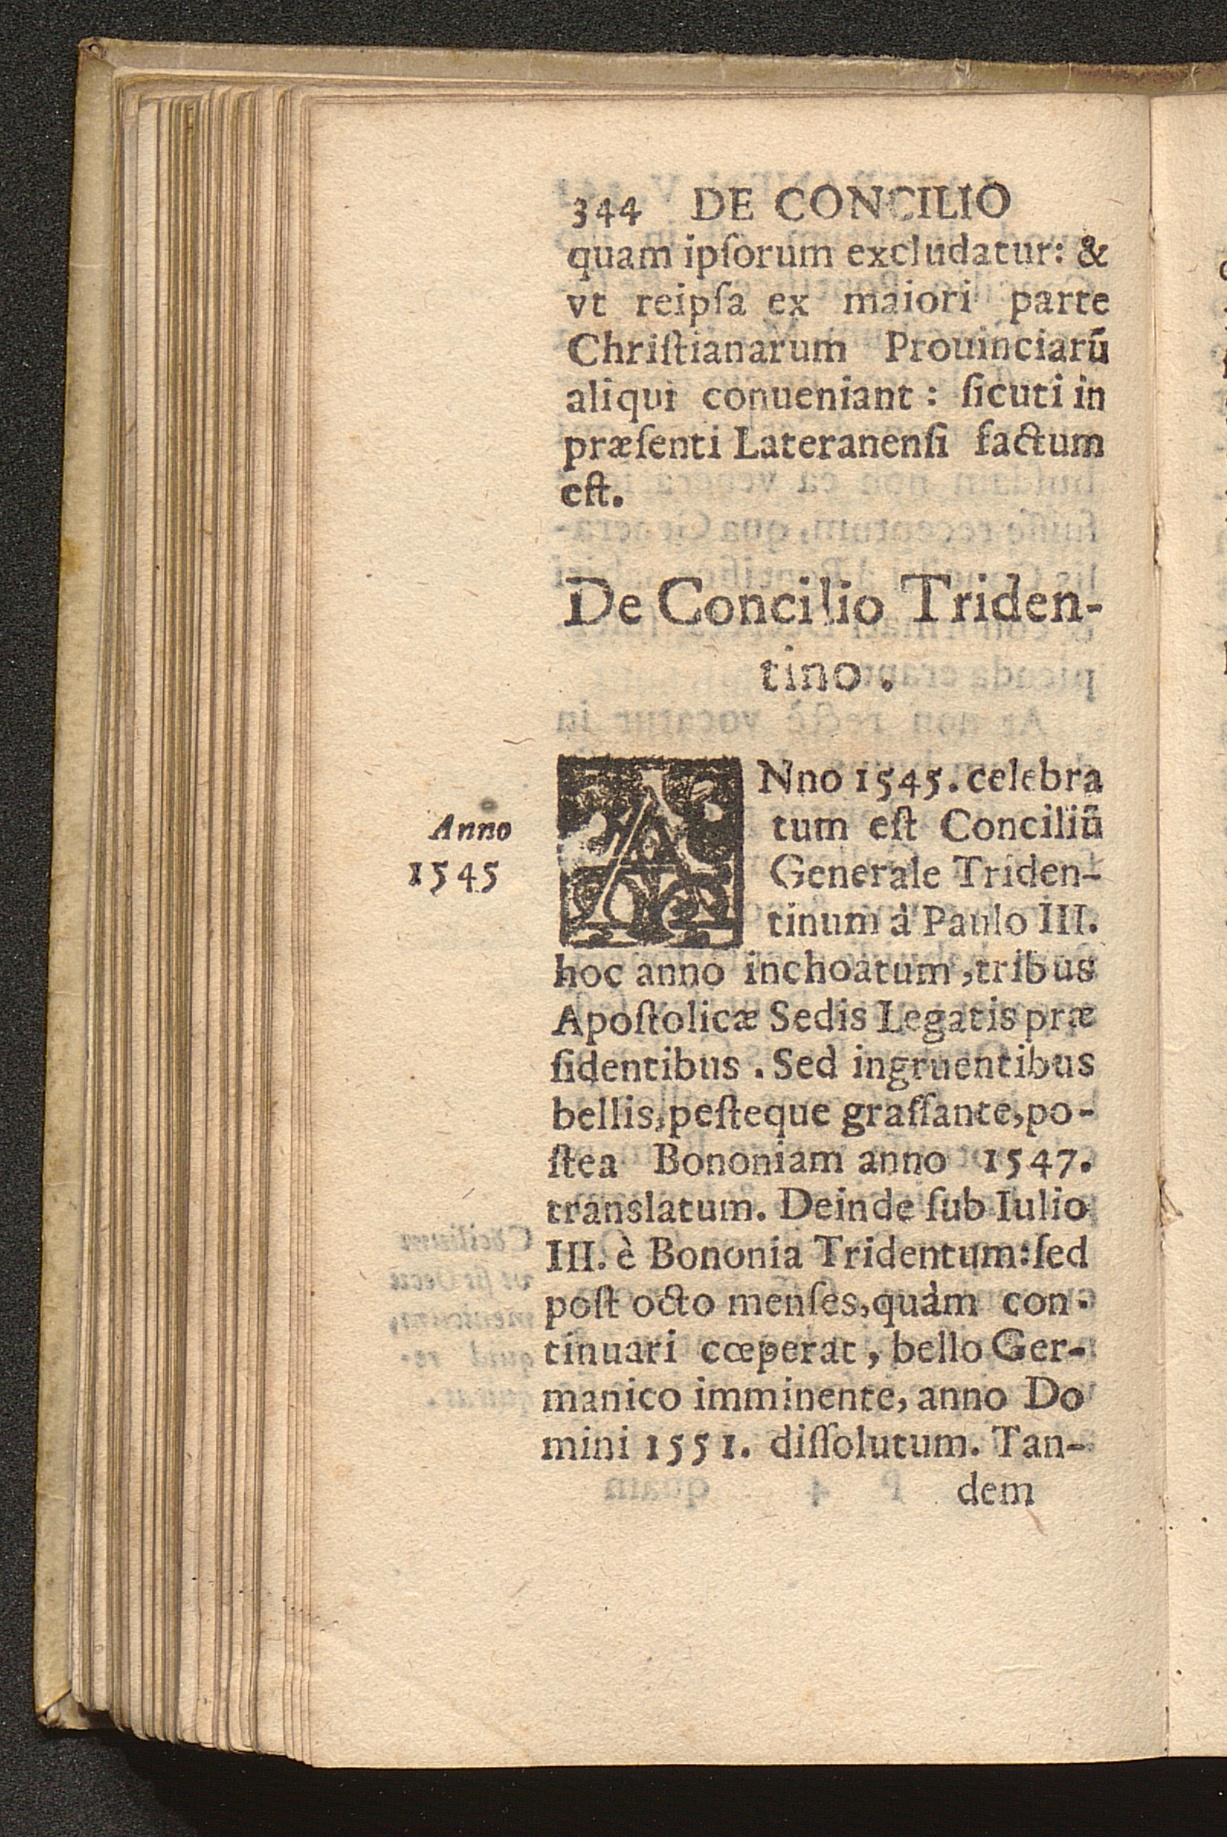 344 DE CONCILIO
quam ipſorum excludatur: &
vt reipſa ex maiori parte
Chriſtianarum Prouinciarū
aliqui conueniant : ſicuti in
præſenti Lateranenſi factum
eſt.
De Concilio Triden-
tino.
ANno 1545. celebra
tum eſt Conciliū
Generale Triden-
tinum à Paulo III.
Anno
1545
hoc anno inchoatum, tribus
Apoſtolicæ Sedis Legatis præ
ſidentibus. Sed ingruentibus
bellis, peſteque graſſante, po-
ſtea Bononiam anno 1547.
translatum. Deinde ſub Iulio
III. è Bononia Tridentum: ſed
poſt octo menſes, quàm con-
tinuari cœperat, bello Ger-
manico imminente, anno Do
mini 1551. diſſolutum. Tan-
dem